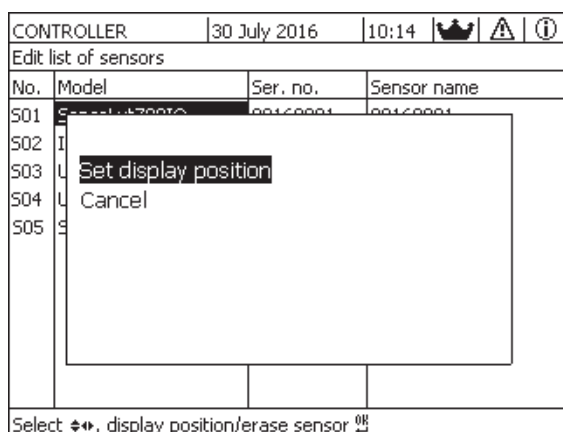 CONTROLLER 30 July 2016 10:14
Edit list of sensors
No. Model Ser. no. Sensor name
S01
S02 I
S03
S04
S05
Set display position
Cancel
Select , display position/erase sensor OK